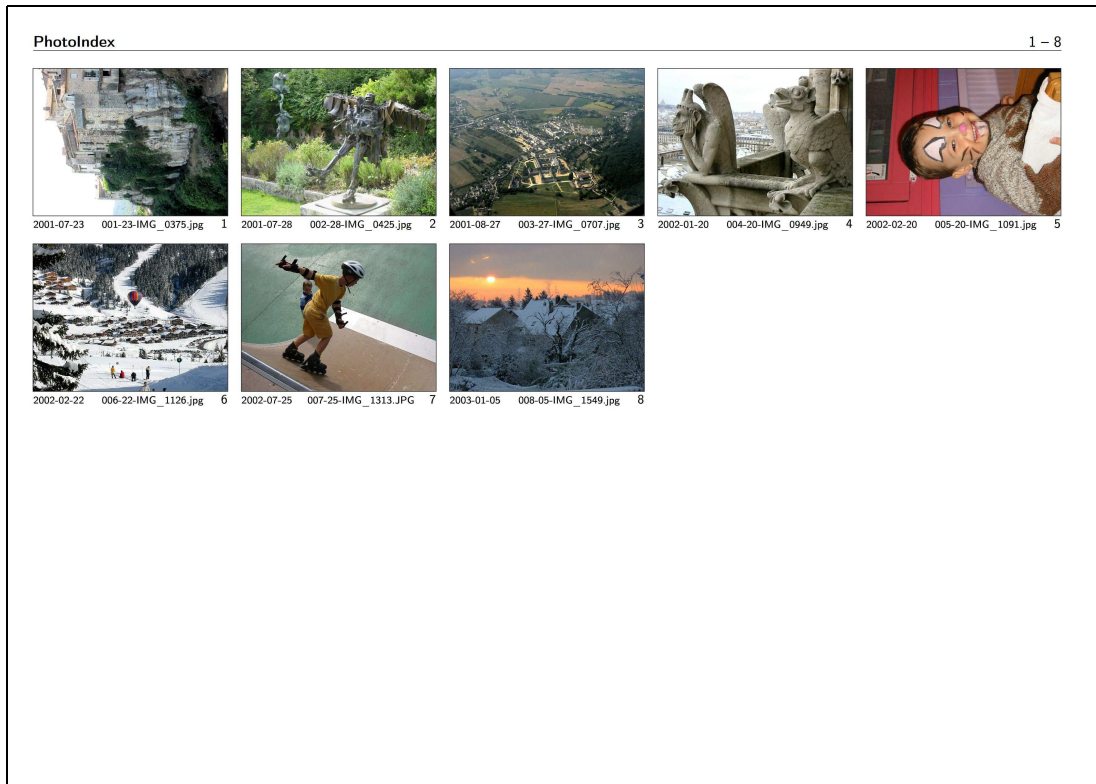 PhotoIndex 1 – 8
2001-07-23 001-23-IMG_0375.jpg 1
2001-07-28 002-28-IMG_0425.jpg 2
2001-08-27 003-27-IMG_0707.jpg 3
2002-01-20 004-20-IMG_0949.jpg 4
2002-02-20 005-20-IMG_1091.jpg 5
2002-02-22 006-22-IMG_1126.jpg 6
2002-07-25 007-25-IMG_1313.JPG 7
2003-01-05 008-05-IMG_1549.jpg 8